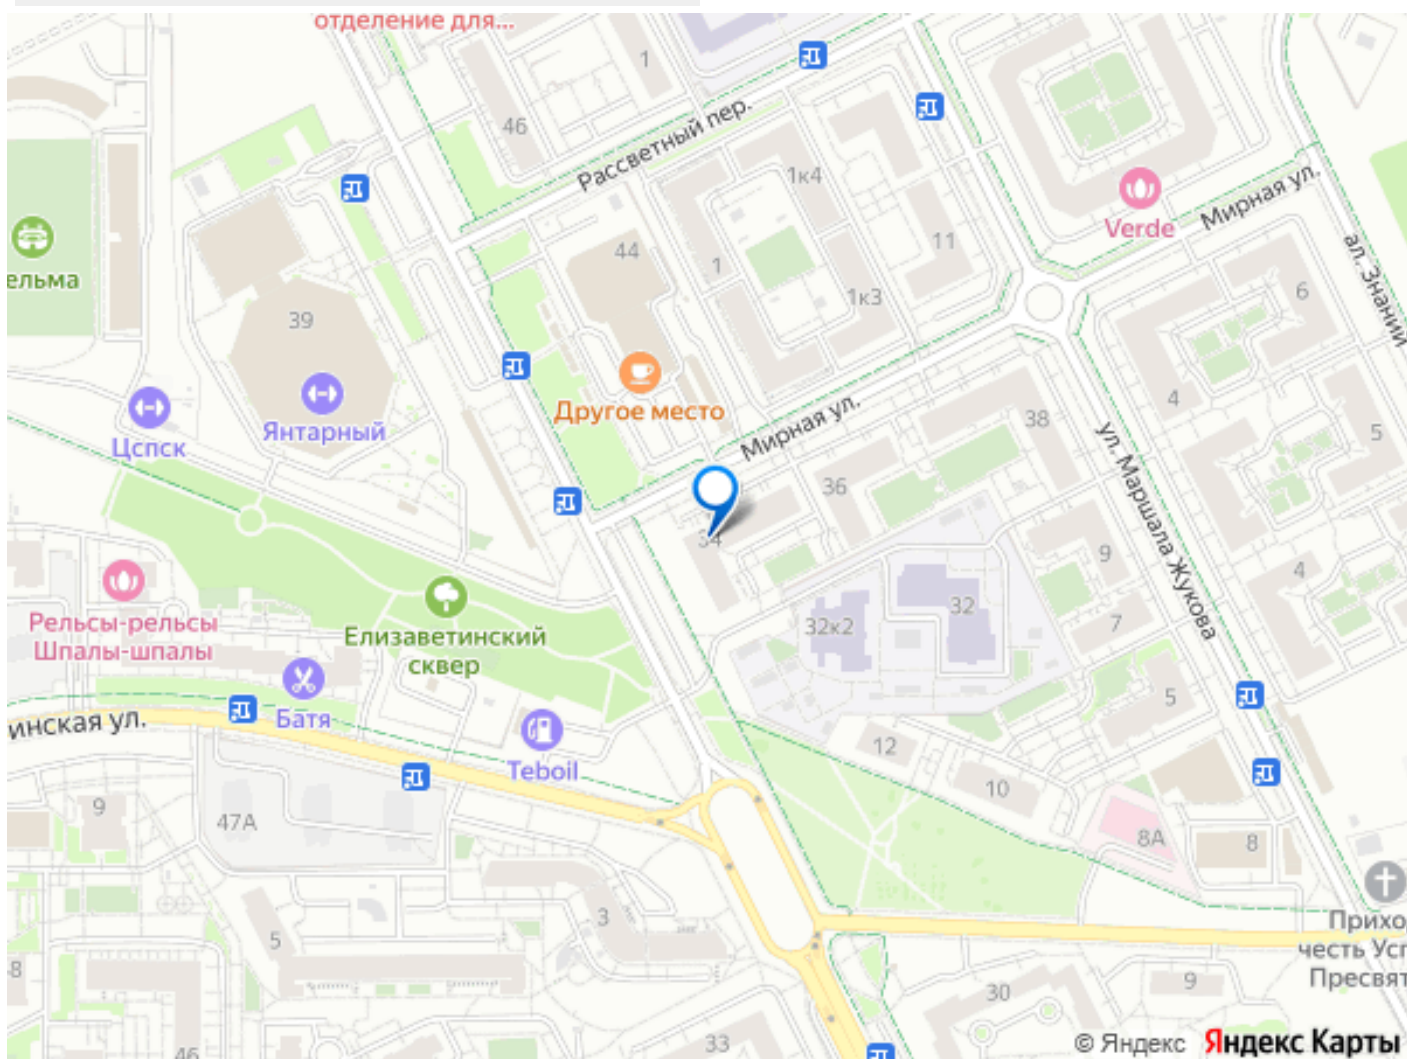 отделение для...
1
46
Рассветный пер.
1к4
Verde
Мирная ул.
ельма
44
1
11
1к3
6
ал. Знаний
39
Другое место
Янтарный
Цспск
Мирная ул.
38
4
5
ул. Маршала Жукова
36
34
9
4
32
32к2
7
Рельсы-рельсы
Шпалы-шпалы
Елизаветинский
сквер
5
Батя
инская ул.
Teboil
12
10
9
47А
8А
8
3
5
Прихо
честь Усп
Пресвят
8
30
9
46
33
© Яндекс Яндекс Карты